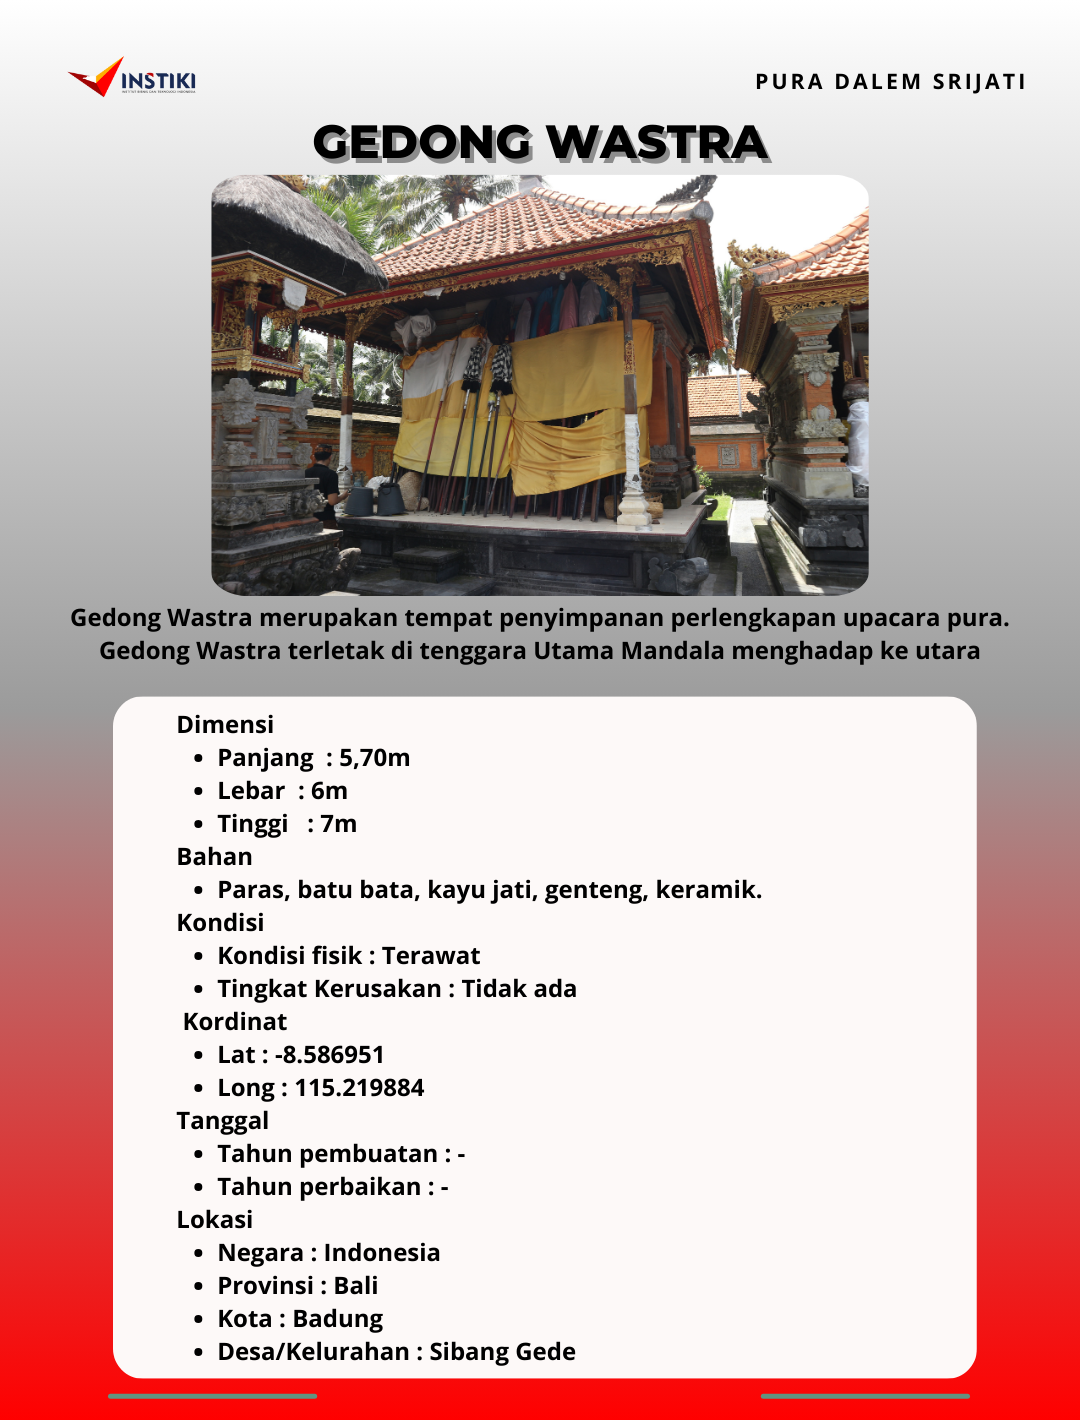 INSTIKI
PURA DALEM SRIJATI
GEDONG WASTRA
Gedong Wastra merupakan tempat penyimpanan perlengkapan upacara pura.
Gedong Wastra terletak di tenggara Utama Mandala menghadap ke utara
Dimensi
• Panjang : 5,70m
• Lebar : 6m
• Tinggi : 7m
Bahan
• Paras, batu bata, kayu jati, genteng, keramik.
Kondisi
• Kondisi fisik : Terawat
• Tingkat Kerusakan : Tidak ada
Kordinat
• Lat : -8.586951
• Long : 115.219884
Tanggal
• Tahun pembuatan : -
• Tahun perbaikan : -
Lokasi
• Negara : Indonesia
• Provinsi : Bali
• Kota : Badung
• Desa/Kelurahan : Sibang Gede